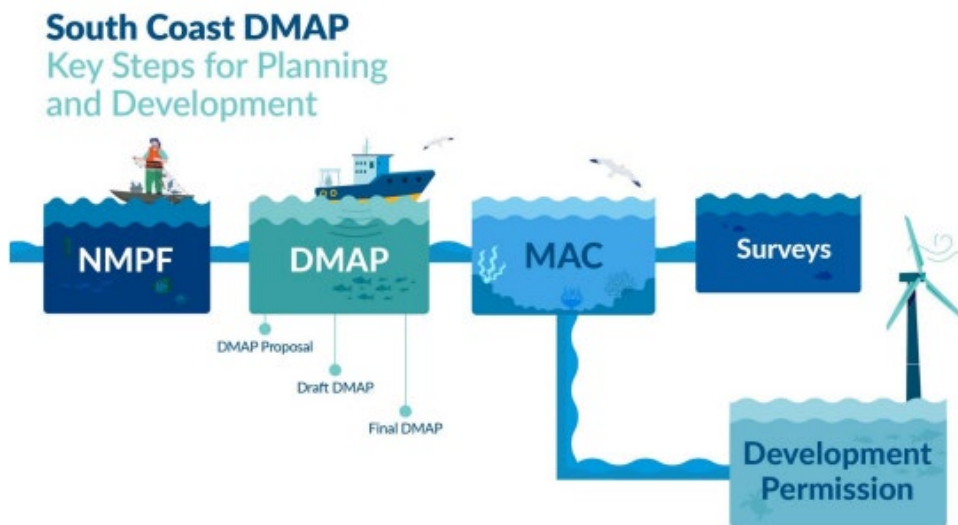 South Coast DMAP
Key Steps for Planning
and Development
NMPF
DMAP
MAC
Surveys
DMAP Proposal
Draft DMAP
Final DMAP
Development
Permission